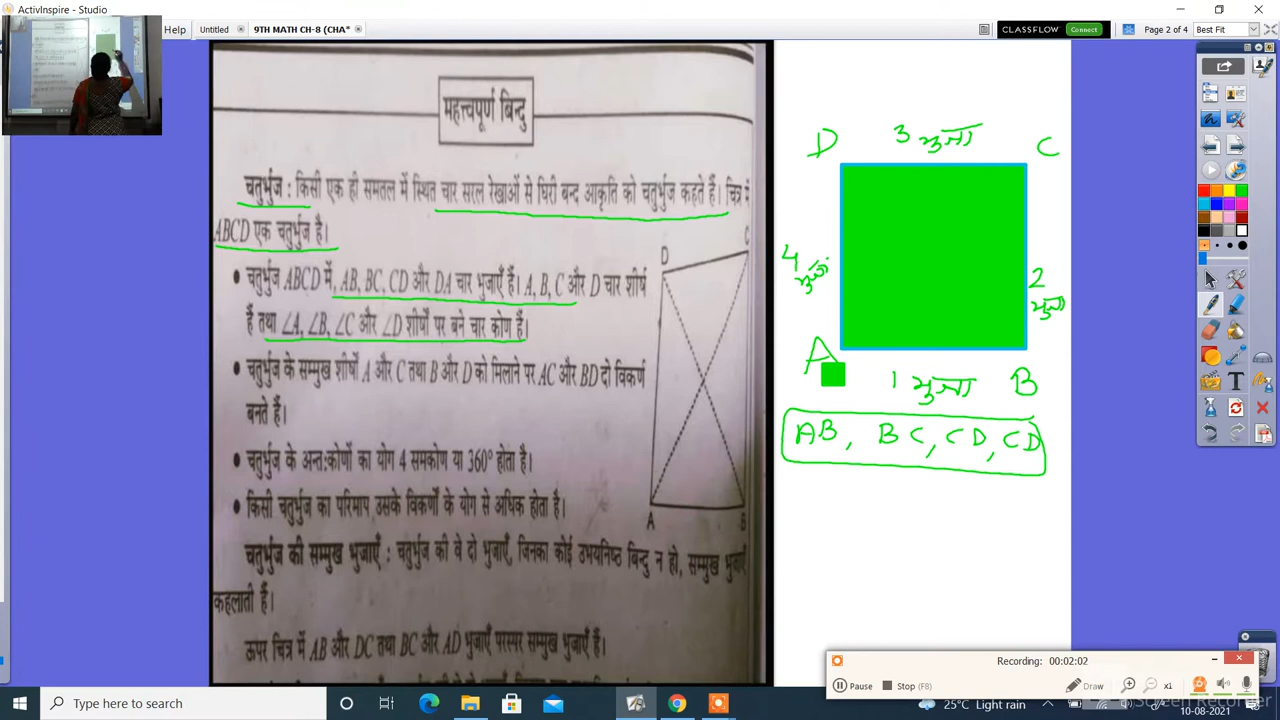 ActivInspire - Studio
Help
Untitled
9TH MATH CH-8 (CHA*
CLASSFLOW
Connect
Page 2 of 4
Best Fit
महत्त्वपूर्ण बिन्दु
चतुर्भुज : किसी एक ही समतल में स्थित चार सरल रेखाओं से घिरी बन्द आकृति को चतुर्भुज कहते हैं। चित्र में
ABCD एक चतुर्भुज है।
• चतुर्भुज ABCD में, AB, BC, CD और DA चार भुजाएँ हैं। A, B, C और D चार शीर्ष
हैं तथा ∠A, ∠B, ∠C और ∠D शीर्षों पर बने चार कोण हैं।
• चतुर्भुज के सम्मुख शीर्षों A और C तथा B और D को मिलाने पर AC और BD दो विकर्ण
बनते हैं।
• चतुर्भुज के अन्तःकोणों का योग 4 समकोण या 360° होता है।
• किसी चतुर्भुज का परिमाप उसके विकर्णों के योग से अधिक होता है।
चतुर्भुज की सम्मुख भुजाएँ : चतुर्भुज की वे दो भुजाएँ, जिनका कोई उभयनिष्ठ बिन्दु न हो, सम्मुख भुजाएँ
कहलाती हैं।
ऊपर चित्र में AB और DC तथा BC और AD भुजाएँ परस्पर सम्मुख भुजाएँ हैं।
D
C
A
B
D 3 भुजा C
4 भुजा
2 भुजा
A 1 भुजा B
AB, BC, CD, CD
Recording: 00:02:02
Pause
Stop (F8)
Draw
x1
Screen Recorder
Type here to search
25°C Light rain
10-08-2021